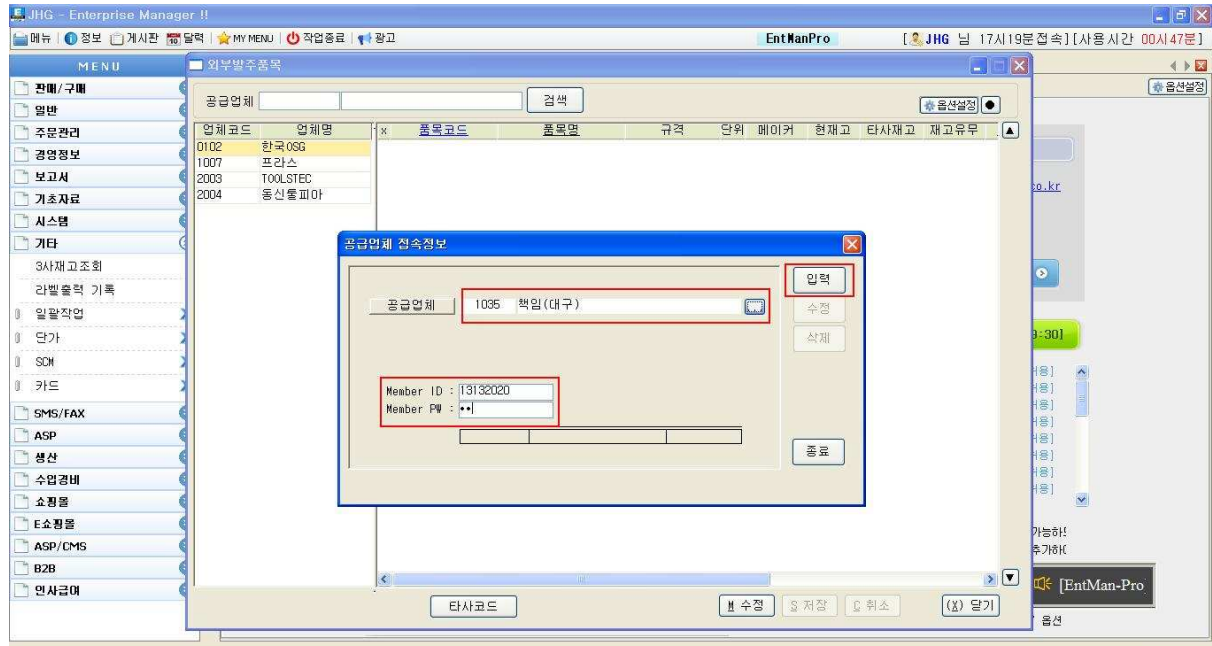 JHG - Enterprise Manager !!
메뉴 정보 게시판 달력 MY MENU 작업종료 광고 EntManPro [JHG 님 17시19분접속] [사용시간 00시47분]
MENU
외부발주품목
옵션설정
판매/구매
일반
주문관리
경영정보
보고서
기초자료
시스템
기타
3사재고조회
라벨출력 기록
일괄작업
단가
SCM
카드
SMS/FAX
ASP
생산
수입경비
쇼핑몰
E쇼핑몰
ASP/CMS
B2B
인사급여
공급업체 검색 옵션설정
업체코드 업체명 x 품목코드 품목명 규격 단위 메이커 현재고 타사재고 재고유무
0102 한국OSG
1007 프라스
2003 TOOLSTEC
2004 동신툴피아
공급업체 접속정보
입력
공급업체 1035 책임(대구) ...
수정
삭제
Member ID : 13132020
Member PW : ••
종료
타사코드 M 수정 S 저장 C 취소 (X) 닫기
co.kr
:30]
[EntMan-Pro
옵션